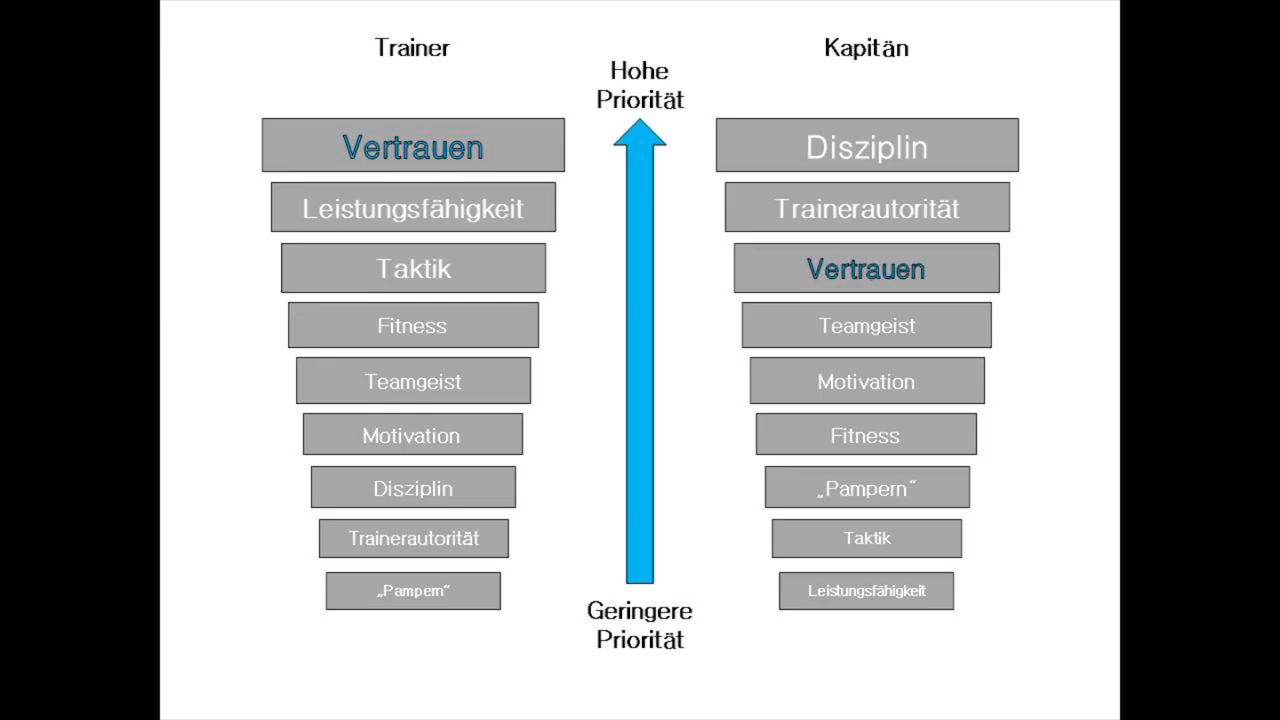 Trainer
Kapitän
Hohe
Priorität
Vertrauen
Leistungsfähigkeit
Taktik
Fitness
Teamgeist
Motivation
Disziplin
Trainerautorität
„Pampern“
Disziplin
Trainerautorität
Vertrauen
Teamgeist
Motivation
Fitness
„Pampern“
Taktik
Leistungsfähigkeit
Geringere
Priorität